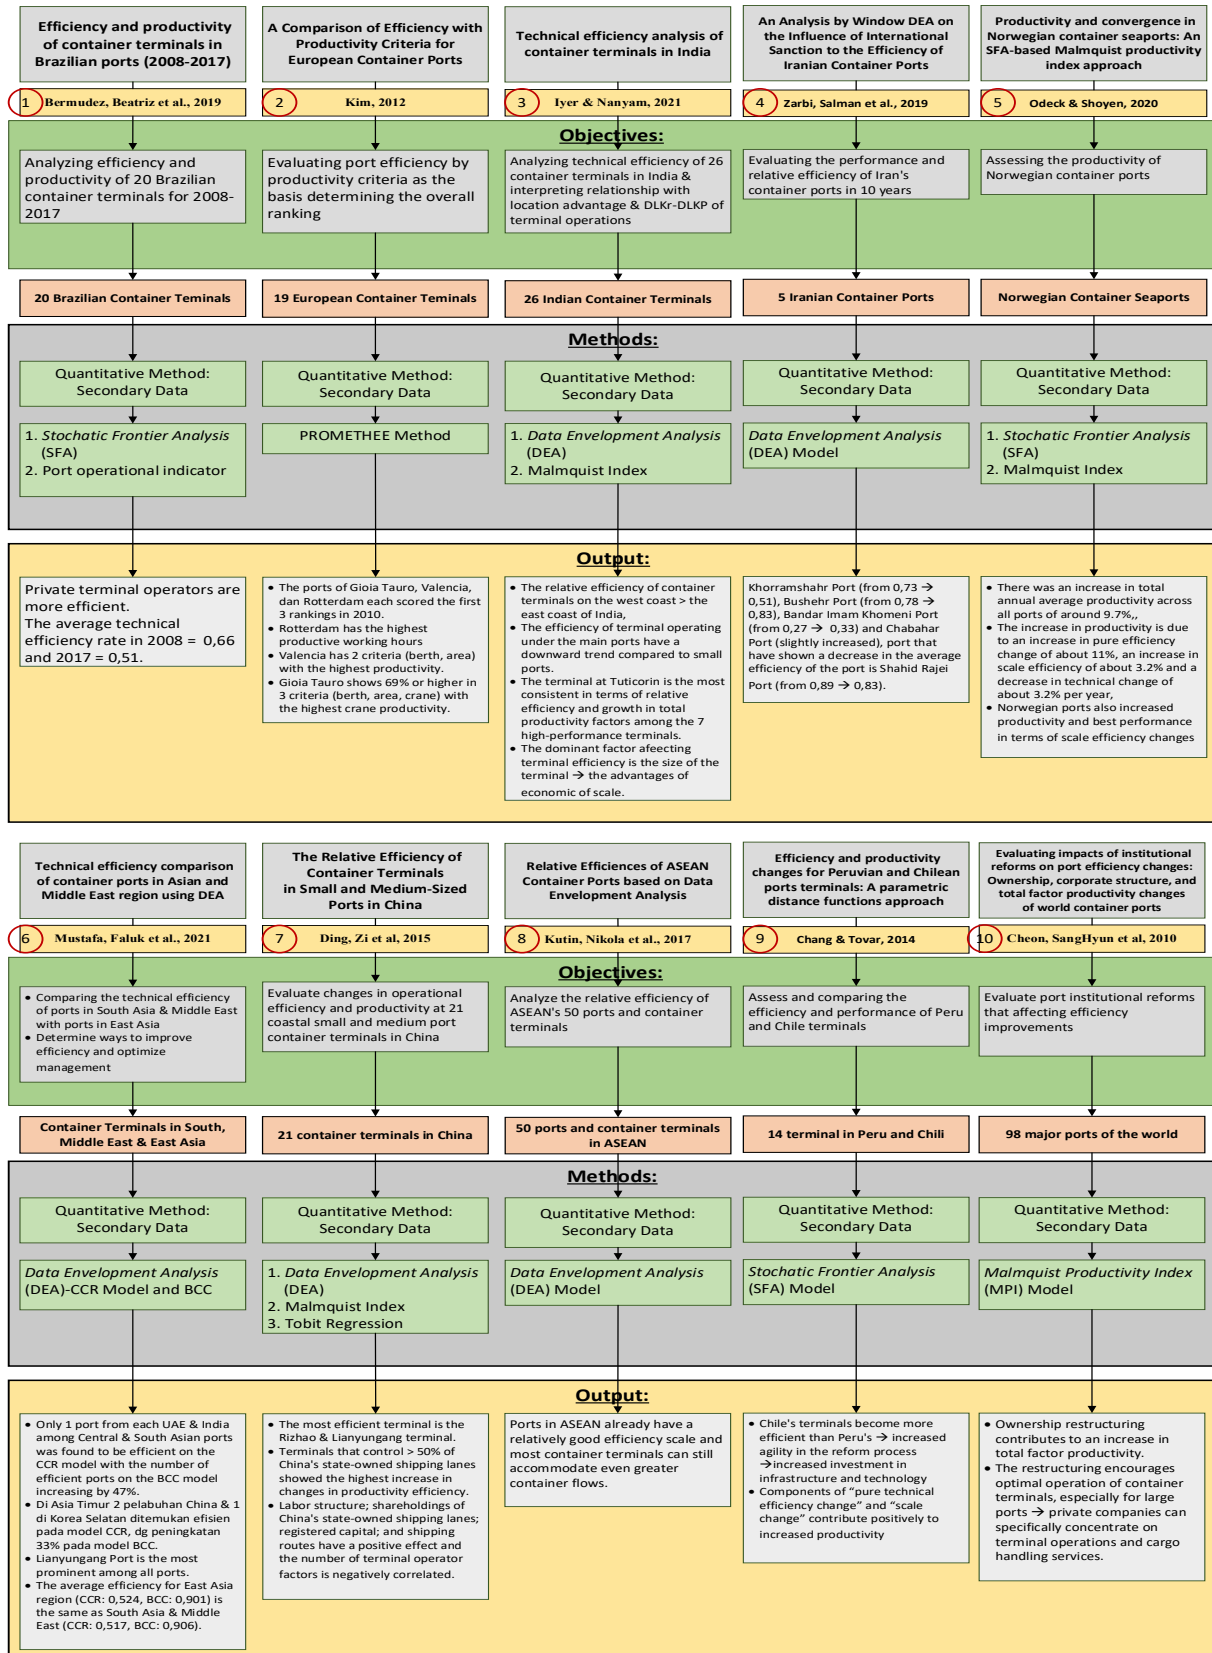 Efficiency and productivity
of container terminals in
Brazilian ports (2008-2017)
A Comparison of Efficiency with
Productivity Criteria for
European Container Ports
Technical efficiency analysis of
container terminals in India
An Analysis by Window DEA on
the Influence of International
Sanction to the Efficiency of
Iranian Container Ports
Productivity and convergence in
Norwegian container seaports: An
SFA-based Malmquist productivity
index approach
1 Bermudez, Beatriz et al., 2019
2 Kim, 2012
3 Iyer & Nanyam, 2021
4 Zarbi, Salman et al., 2019
5 Odeck & Shoyen, 2020
Objectives:
Analyzing efficiency and
productivity of 20 Brazilian
container terminals for 2008-
2017
Evaluating port efficiency by
productivity criteria as the
basis determining the overall
ranking
Analyzing technical efficiency of 26
container terminals in India &
interpreting relationship with
location advantage & DLKr-DLKP of
terminal operations
Evaluating the performance and
relative efficiency of Iran's
container ports in 10 years
Assessing the productivity of
Norwegian container ports
20 Brazilian Container Teminals
19 European Container Teminals
26 Indian Container Terminals
5 Iranian Container Ports
Norwegian Container Seaports
Methods:
Quantitative Method:
Secondary Data
Quantitative Method:
Secondary Data
Quantitative Method:
Secondary Data
Quantitative Method:
Secondary Data
Quantitative Method:
Secondary Data
1. Stochatic Frontier Analysis
(SFA)
2. Port operational indicator
PROMETHEE Method
1. Data Envelopment Analysis
(DEA)
2. Malmquist Index
Data Envelopment Analysis
(DEA) Model
1. Stochatic Frontier Analysis
(SFA)
2. Malmquist Index
Output:
Private terminal operators are
more efficient.
The average technical
efficiency rate in 2008 = 0,66
and 2017 = 0,51.
• The ports of Gioia Tauro, Valencia,
dan Rotterdam each scored the first
3 rankings in 2010.
• Rotterdam has the highest
productive working hours
• Valencia has 2 criteria (berth, area)
with the highest productivity.
• Gioia Tauro shows 69% or higher in
3 criteria (berth, area, crane) with
the highest crane productivity.
• The relative efficiency of container
terminals on the west coast > the
east coast of India,
• The efficiency of terminal operating
under the main ports have a
downward trend compared to small
ports.
• The terminal at Tuticorin is the most
consistent in terms of relative
efficiency and growth in total
productivity factors among the 7
high-performance terminals.
• The dominant factor afeecting
terminal efficiency is the size of the
terminal → the advantages of
economic of scale.
Khorramshahr Port (from 0,73 →
0,51), Bushehr Port (from 0,78 →
0,83), Bandar Imam Khomeni Port
(from 0,27 → 0,33) and Chabahar
Port (slightly increased), port that
have shown a decrease in the average
efficiency of the port is Shahid Rajei
Port (from 0,89 → 0,83).
• There was an increase in total
annual average productivity across
all ports of around 9.7%,,
• The increase in productivity is due
to an increase in pure efficiency
change of about 11%, an increase in
scale efficiency of about 3.2% and a
decrease in technical change of
about 3.2% per year,
• Norwegian ports also increased
productivity and best performance
in terms of scale efficiency changes
Technical efficiency comparison
of container ports in Asian and
Middle East region using DEA
The Relative Efficiency of
Container Terminals
in Small and Medium-Sized
Ports in China
Relative Efficiences of ASEAN
Container Ports based on Data
Envelopment Analysis
Efficiency and productivity
changes for Peruvian and Chilean
ports terminals: A parametric
distance functions approach
Evaluating impacts of institutional
reforms on port efficiency changes:
Ownership, corporate structure, and
total factor productivity changes
of world container ports
6 Mustafa, Faluk et al., 2021
7 Ding, Zi et al, 2015
8 Kutin, Nikola et al., 2017
9 Chang & Tovar, 2014
10 Cheon, SangHyun et al, 2010
Objectives:
• Comparing the technical efficiency
of ports in South Asia & Middle East
with ports in East Asia
• Determine ways to improve
efficiency and optimize
management
Evaluate changes in operational
efficiency and productivity at 21
coastal small and medium port
container terminals in China
Analyze the relative efficiency of
ASEAN's 50 ports and container
terminals
Assess and comparing the
efficiency and performance of Peru
and Chile terminals
Evaluate port institutional reforms
that affecting efficiency
improvements
Container Terminals in South,
Middle East & East Asia
21 container terminals in China
50 ports and container terminals
in ASEAN
14 terminal in Peru and Chili
98 major ports of the world
Methods:
Quantitative Method:
Secondary Data
Quantitative Method:
Secondary Data
Quantitative Method:
Secondary Data
Quantitative Method:
Secondary Data
Quantitative Method:
Secondary Data
Data Envelopment Analysis
(DEA)-CCR Model and BCC
1. Data Envelopment Analysis
(DEA)
2. Malmquist Index
3. Tobit Regression
Data Envelopment Analysis
(DEA) Model
Stochatic Frontier Analysis
(SFA) Model
Malmquist Productivity Index
(MPI) Model
Output:
• Only 1 port from each UAE & India
among Central & South Asian ports
was found to be efficient on the
CCR model with the number of
efficient ports on the BCC model
increasing by 47%.
• Di Asia Timur 2 pelabuhan China & 1
di Korea Selatan ditemukan efisien
pada model CCR, dg peningkatan
33% pada model BCC.
• Lianyungang Port is the most
prominent among all ports.
• The average efficiency for East Asia
region (CCR: 0,524, BCC: 0,901) is
the same as South Asia & Middle
East (CCR: 0,517, BCC: 0,906).
• The most efficient terminal is the
Rizhao & Lianyungang terminal.
• Terminals that control > 50% of
China's state-owned shipping lanes
showed the highest increase in
changes in productivity efficiency.
• Labor structure; shareholdings of
China's state-owned shipping lanes;
registered capital; and shipping
routes have a positive effect and
the number of terminal operator
factors is negatively correlated.
Ports in ASEAN already have a
relatively good efficiency scale and
most container terminals can still
accommodate even greater
container flows.
• Chile's terminals become more
efficient than Peru's → increased
agility in the reform process
→increased investment in
infrastructure and technology
• Components of "pure technical
efficiency change" and "scale
change" contribute positively to
increased productivity
• Ownership restructuring
contributes to an increase in
total factor productivity.
• The restructuring encourages
optimal operation of container
terminals, especially for large
ports → private companies can
specifically concentrate on
terminal operations and cargo
handling services.